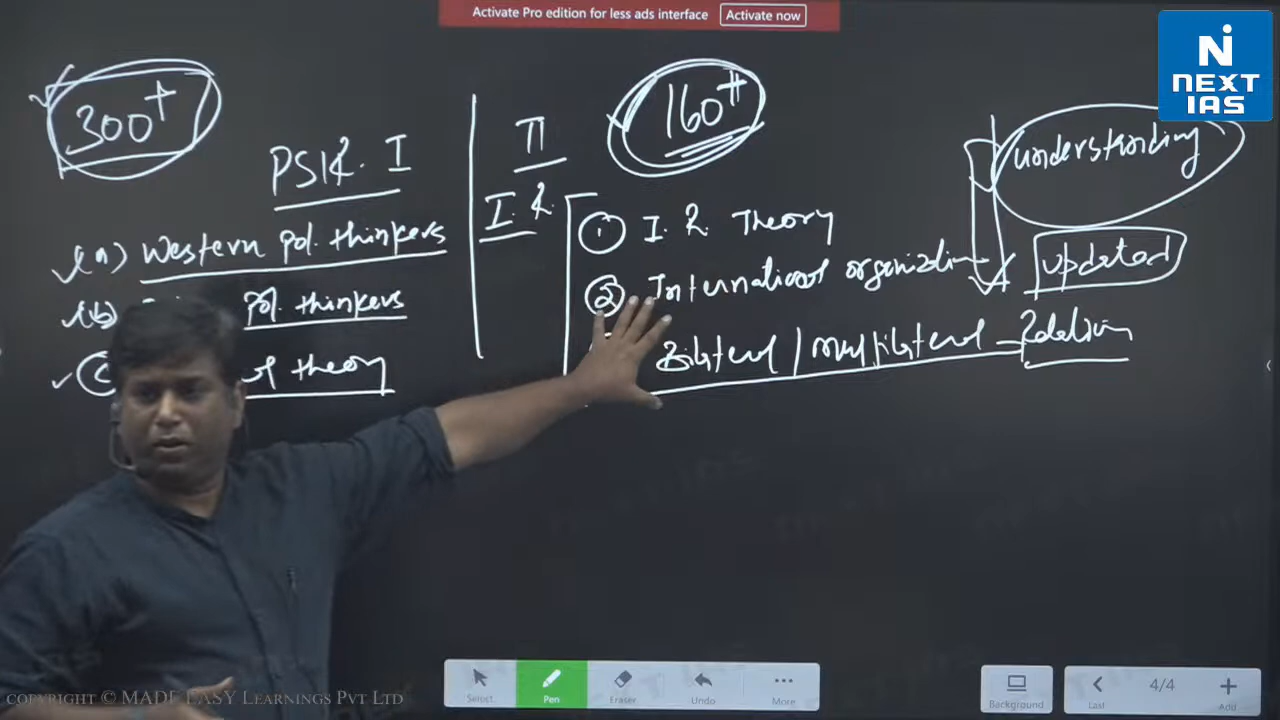 Activate Pro edition for less ads interface Activate now
NEXT
IAS
300+
PSIR. I
(a) Western Pol. thinkers
(b) Pol. thinkers
theory
II
160++
I. R.
1. I. R. Theory
2. International organization
Bilateral / multilateral - Relation
understanding
updated
COPYRIGHT © MADE EASY LEARNINGS PVT LTD
Select
Pen
Eraser
Undo
More
Background
4/4
Last
Add